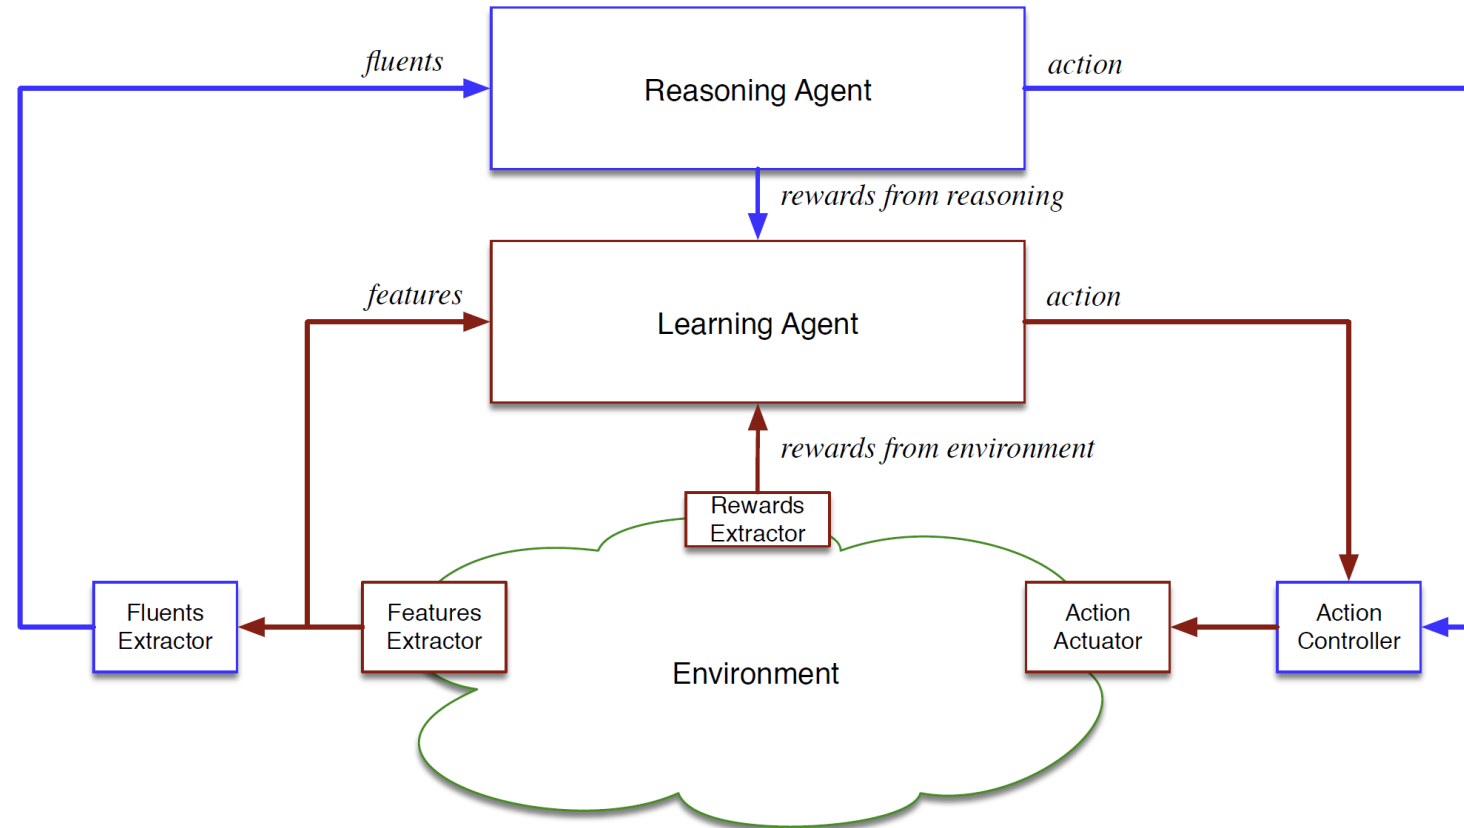 fluents
Reasoning Agent
action
rewards from reasoning
features
Learning Agent
action
rewards from environment
Rewards
Extractor
Fluents
Extractor
Features
Extractor
Environment
Action
Actuator
Action
Controller